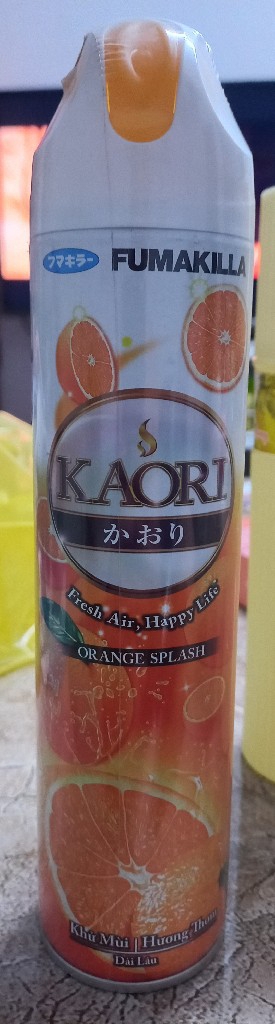 フマキラー FUMAKILLA
KAORI
かおり
Fresh Air, Happy Life
ORANGE SPLASH
Khử Mùi | Hương Thơm
Dài Lâu